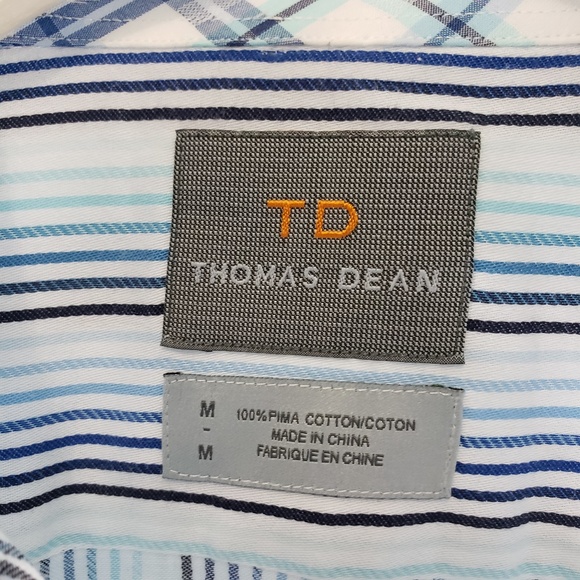 TD
THOMAS DEAN
M
-
M
100% PIMA COTTON/COTON
MADE IN CHINA
FABRIQUE EN CHINE